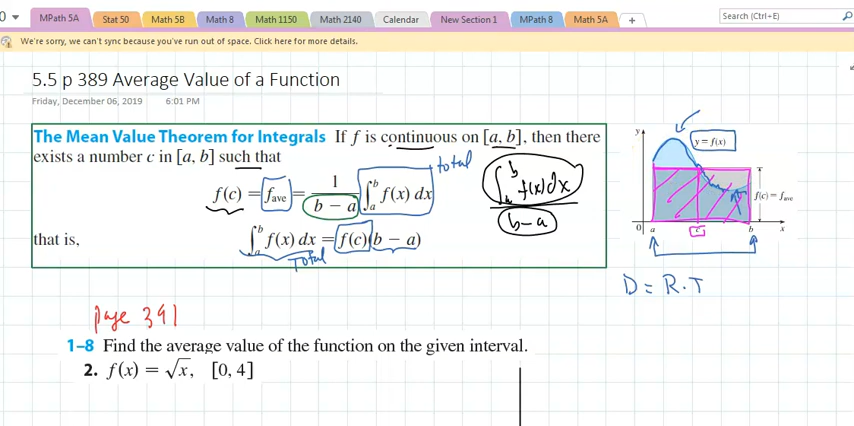 MPath 5A Stat 50 Math 5B Math 8 Math 1150 Math 2140 Calendar New Section 1 MPATH 8 Math 5A + Search (Ctrl+E)
We're sorry, we can't sync because you've run out of space. Click here for more details.
5.5 p 389 Average Value of a Function
Friday, December 06, 2019 6:01 PM
The Mean Value Theorem for Integrals If f is continuous on [a, b], then there
exists a number c in [a, b] such that
total
f(c) = f_ave = 1/(b − a) ∫_a^b f(x) dx
∫_a^b f(x) dx
b − a
that is, ∫_a^b f(x) dx = f(c)(b − a)
Total
y
y = f(x)
f(c) = f_ave
0 a c b x
D = R · T
page 391
1–8 Find the average value of the function on the given interval.
2. f(x) = √x, [0, 4]